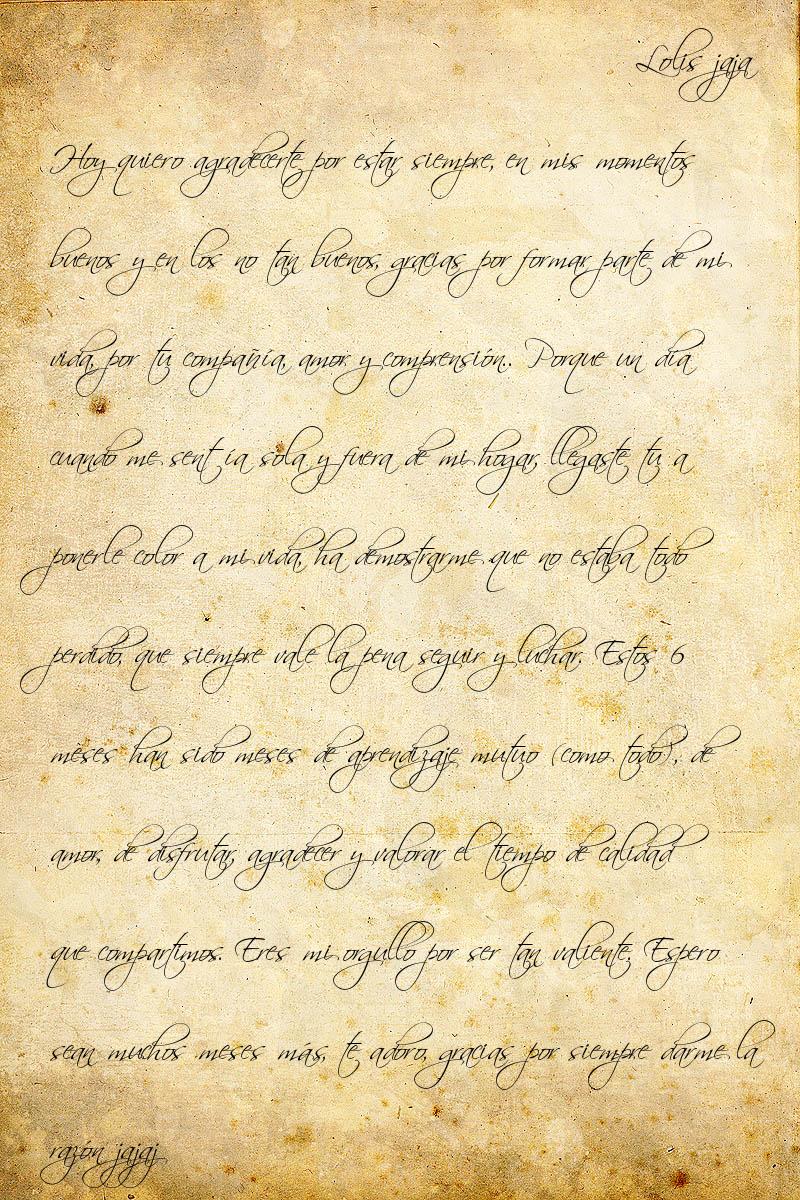 Lolis jaja
Hoy quiero agradecerte por estar siempre, en mis momentos
buenos y en los no tan buenos, gracias por formar parte de mi
vida, por tu compañía, amor y comprensión.. Porque un día
cuando me sentía sola y fuera de mi hogar, llegaste tu a
ponerle color a mi vida, ha demostrarme que no estaba todo
perdido, que siempre vale la pena seguir y luchar. Estos 6
meses han sido meses de aprendizaje mutuo (como todo), de
amor, de disfrutar, agradecer y valorar el tiempo de calidad
que compartimos. Eres mi orgullo por ser tan valiente. Espero
sean muchos meses más, te adoro, gracias por siempre darme la
razón jajaj